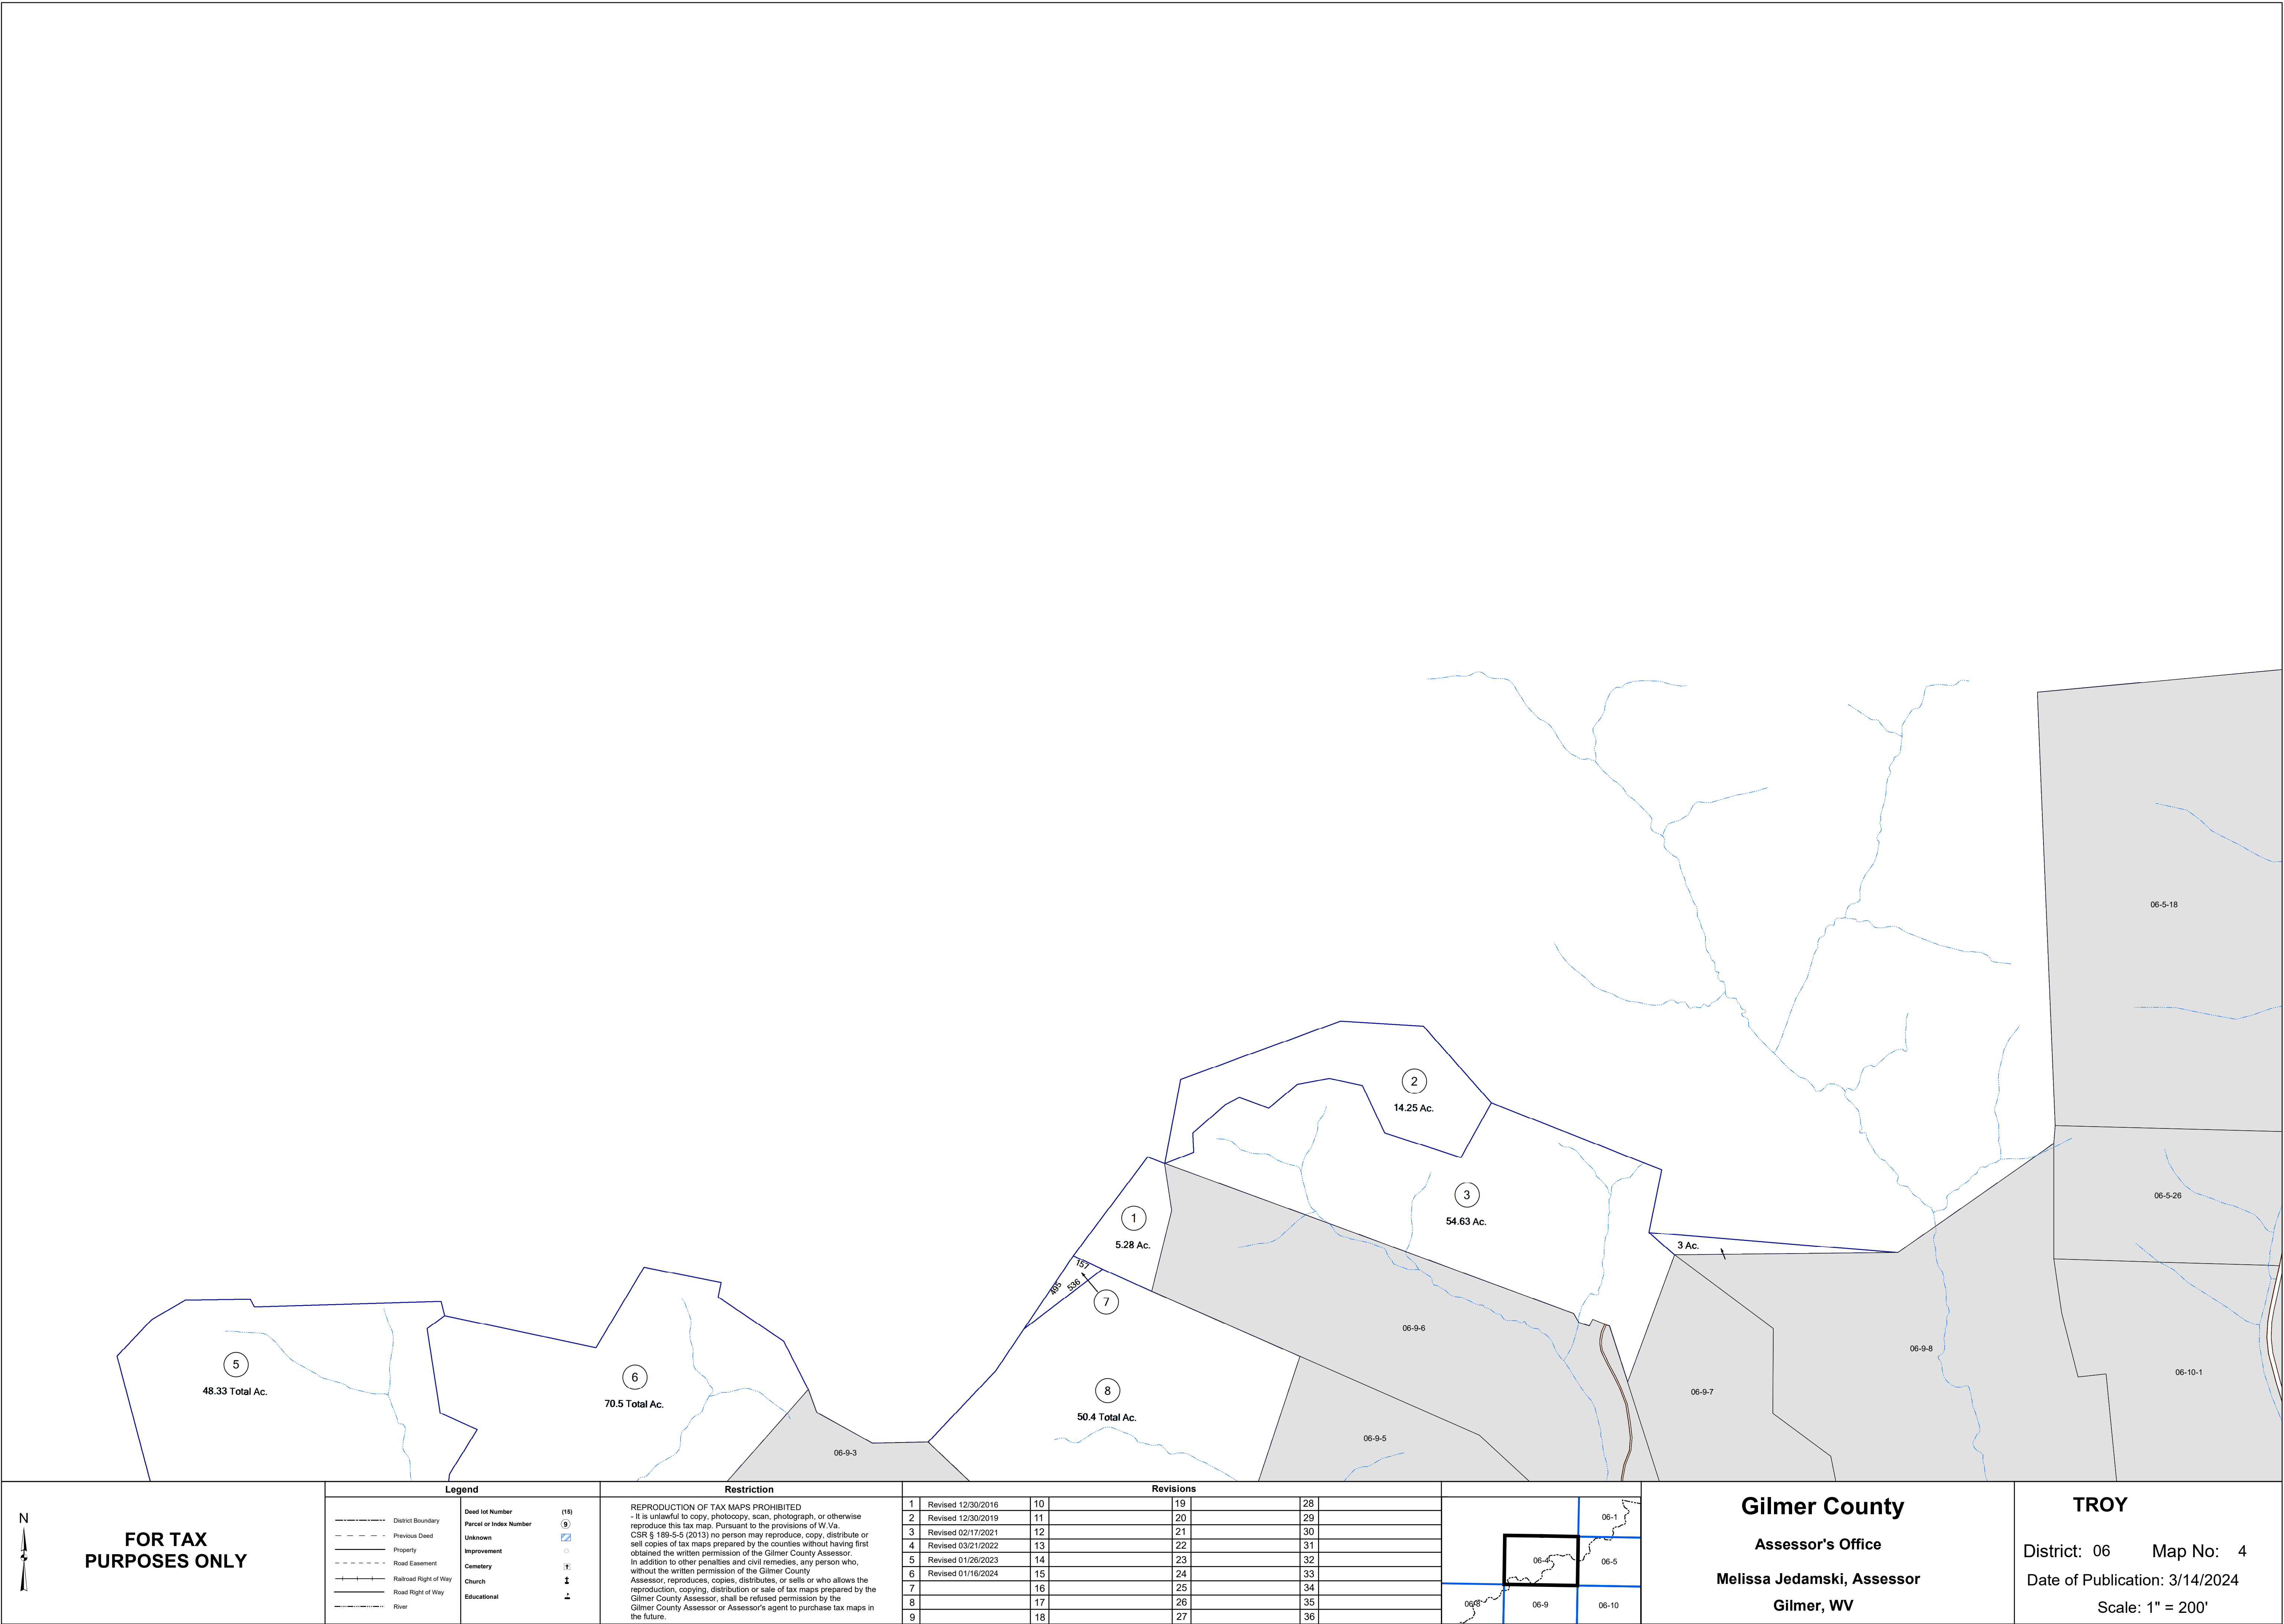 06-5-18
2
14.25 Ac.
3
54.63 Ac.
06-5-26
1
5.28 Ac.
3 Ac.
157
495
536
7
06-9-6
06-9-8
5
48.33 Total Ac.
6
70.5 Total Ac.
8
50.4 Total Ac.
06-9-7
06-10-1
06-9-3
06-9-5
N
FOR TAX
PURPOSES ONLY
Legend
District Boundary
Previous Deed
Property
Road Easement
Railroad Right of Way
Road Right of Way
River
Deed lot Number (15)
Parcel or Index Number 9
Unknown
Improvement
Cemetery
Church
Educational
Restriction
REPRODUCTION OF TAX MAPS PROHIBITED
- It is unlawful to copy, photocopy, scan, photograph, or otherwise
reproduce this tax map. Pursuant to the provisions of W.Va.
CSR § 189-5-5 (2013) no person may reproduce, copy, distribute or
sell copies of tax maps prepared by the counties without having first
obtained the written permission of the Gilmer County Assessor.
In addition to other penalties and civil remedies, any person who,
without the written permission of the Gilmer County
Assessor, reproduces, copies, distributes, or sells or who allows the
reproduction, copying, distribution or sale of tax maps prepared by the
Gilmer County Assessor, shall be refused permission by the
Gilmer County Assessor or Assessor's agent to purchase tax maps in
the future.
Revisions
1 Revised 12/30/2016 10 19 28
2 Revised 12/30/2019 11 20 29
3 Revised 02/17/2021 12 21 30
4 Revised 03/21/2022 13 22 31
5 Revised 01/26/2023 14 23 32
6 Revised 01/16/2024 15 24 33
7 16 25 34
8 17 26 35
9 18 27 36
06-1
06-4
06-5
06-8
06-9
06-10
Gilmer County
Assessor's Office
Melissa Jedamski, Assessor
Gilmer, WV
TROY
District: 06 Map No: 4
Date of Publication: 3/14/2024
Scale: 1" = 200'